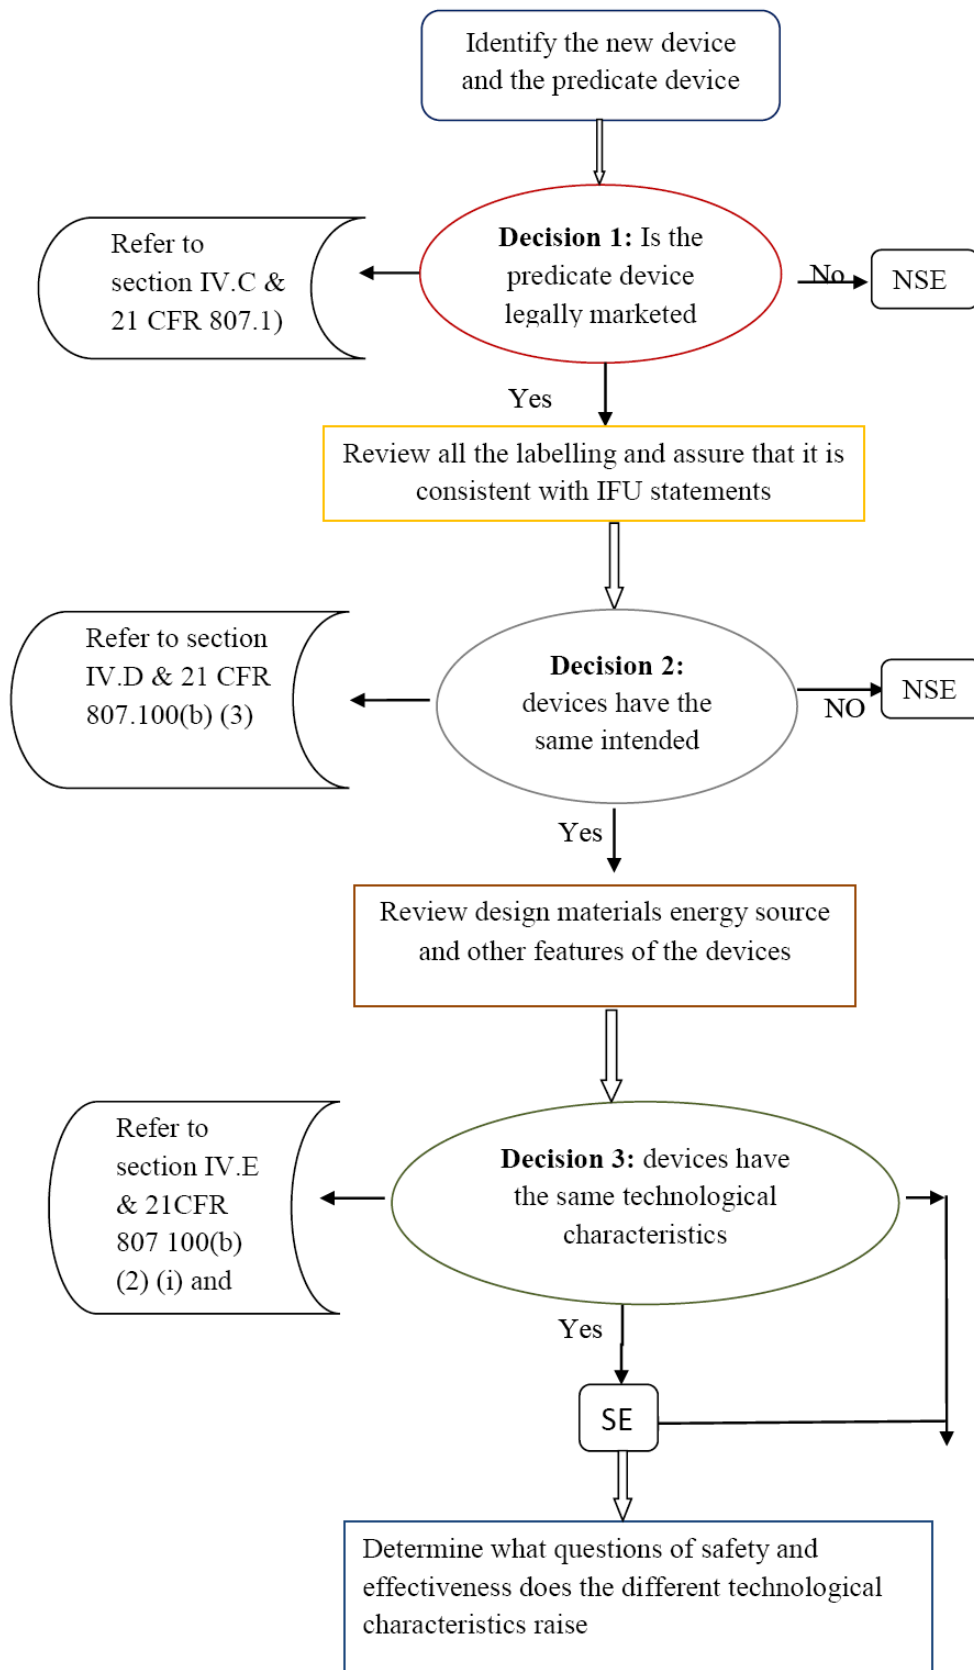 Identify the new device
and the predicate device
Decision 1: Is the
predicate device
legally marketed
Refer to
section IV.C &
21 CFR 807.1)
No
NSE
Yes
Review all the labelling and assure that it is
consistent with IFU statements
Refer to section
IV.D & 21 CFR
807.100(b) (3)
Decision 2:
devices have the
same intended
NO
NSE
Yes
Review design materials energy source
and other features of the devices
Refer to
section IV.E
& 21CFR
807 100(b)
(2) (i) and
Decision 3: devices have
the same technological
characteristics
Yes
SE
Determine what questions of safety and
effectiveness does the different technological
characteristics raise